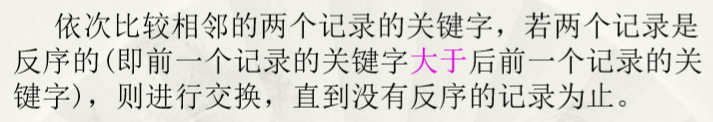 依次比较相邻的两个记录的关键字，若两个记录是
反序的(即前一个记录的关键字大于后前一个记录的关
键字)，则进行交换，直到没有反序的记录为止。